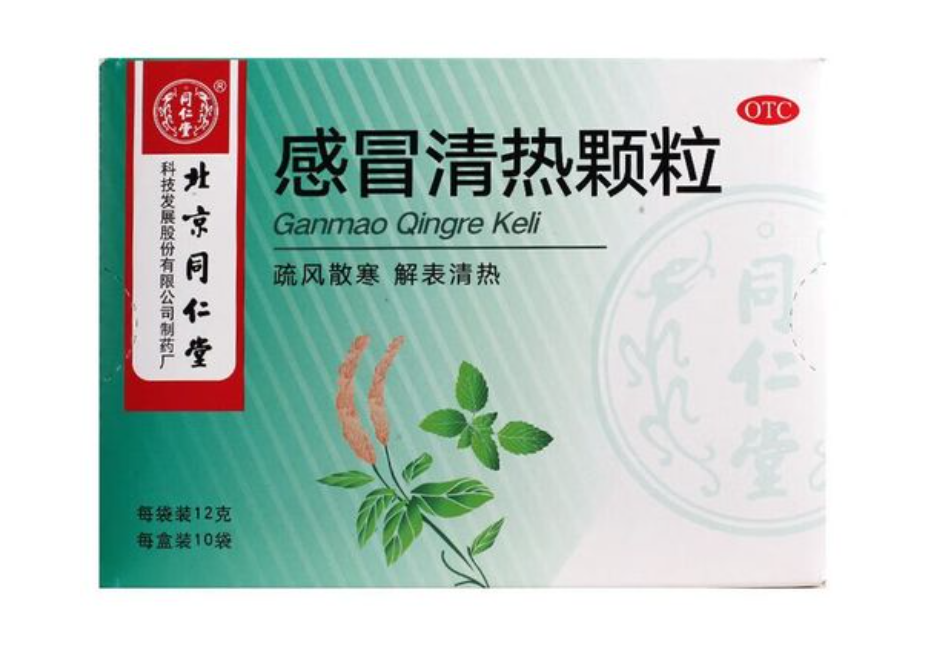 同仁堂
®
北京同仁堂
科技发展股份有限公司制药厂
OTC
感冒清热颗粒
Ganmao Qingre Keli
疏风散寒 解表清热
同仁堂
每袋装12克
每盒装10袋